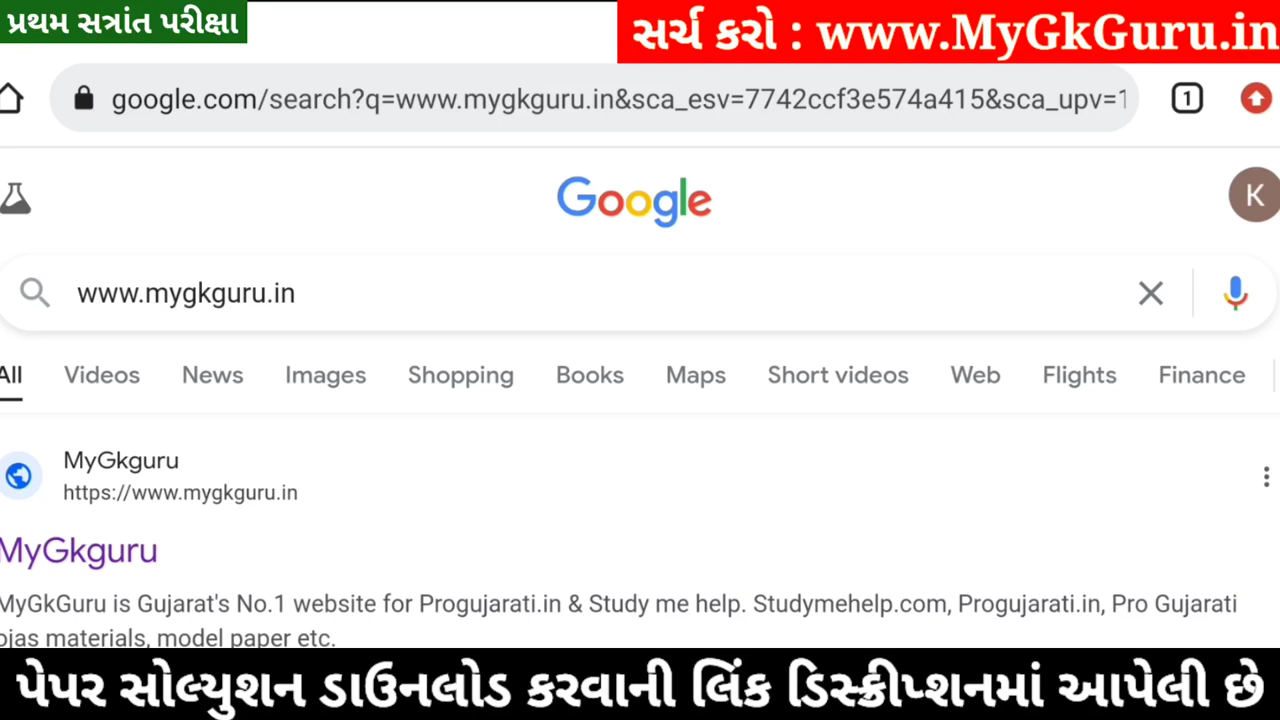 પ્રથમ સત્રાંત પરીક્ષા
સર્ચ કરો : www.MyGkGuru.in
google.com/search?q=www.mygkguru.in&sca_esv=7742ccf3e574a415&sca_upv=1
1
Google
K
www.mygkguru.in
All Videos News Images Shopping Books Maps Short videos Web Flights Finance
MyGkguru
https://www.mygkguru.in
MyGkguru
MyGkGuru is Gujarat's No.1 website for Progujarati.in & Study me help. Studymehelp.com, Progujarati.in, Pro Gujarati
ojas materials, model paper etc.
પેપર સોલ્યુશન ડાઉનલોડ કરવાની લિંક ડિસ્ક્રીપ્શનમાં આપેલી છે